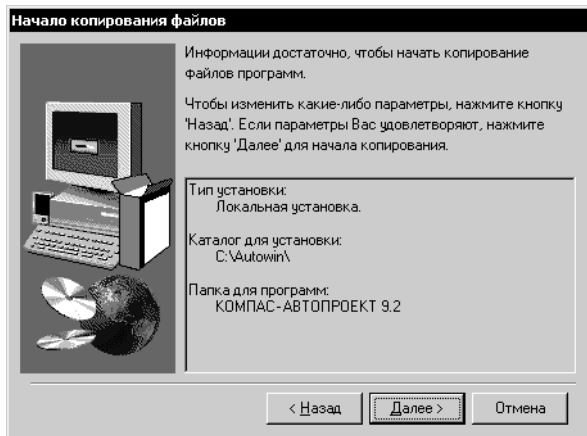 Начало копирования файлов
Информации достаточно, чтобы начать копирование
файлов программ.
Чтобы изменить какие-либо параметры, нажмите кнопку
'Назад'. Если параметры Вас удовлетворяют, нажмите
кнопку 'Далее' для начала копирования.
Тип установки:
Локальная установка.
Каталог для установки:
C:\Autowin\
Папка для программ:
КОМПАС-АВТОПРОЕКТ 9.2
< Назад
Далее >
Отмена